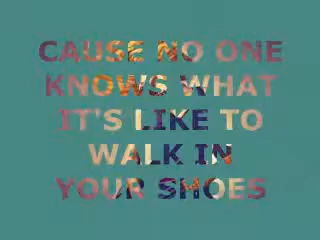 CAUSE NO ONE
KNOWS WHAT
IT'S LIKE TO
WALK IN
YOUR SHOES